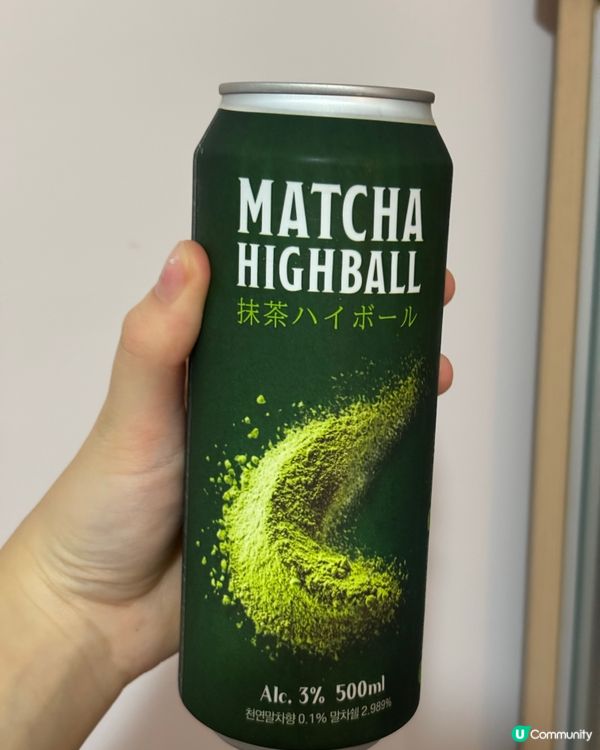 MATCHA
HIGHBALL
抹茶ハイボール
Alc. 3% 500ml
천연말차향 0.1% 말차쉘 2.989%
U Community